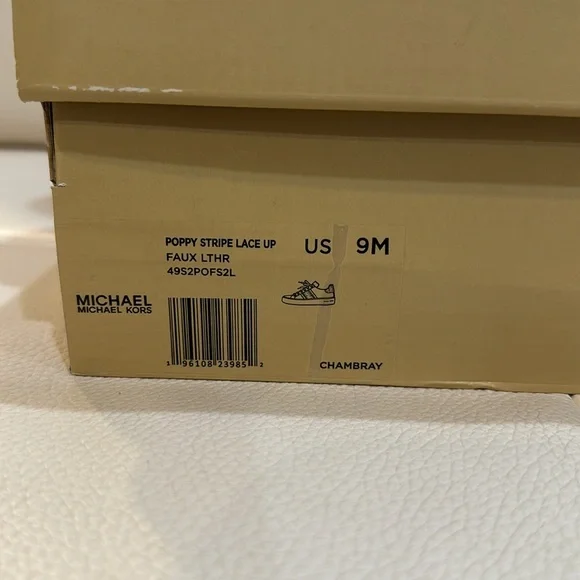 POPPY STRIPE LACE UP
FAUX LTHR
49S2POFS2L
US 9M
MICHAEL
MICHAEL KORS
1 96108 23985 2
CHAMBRAY